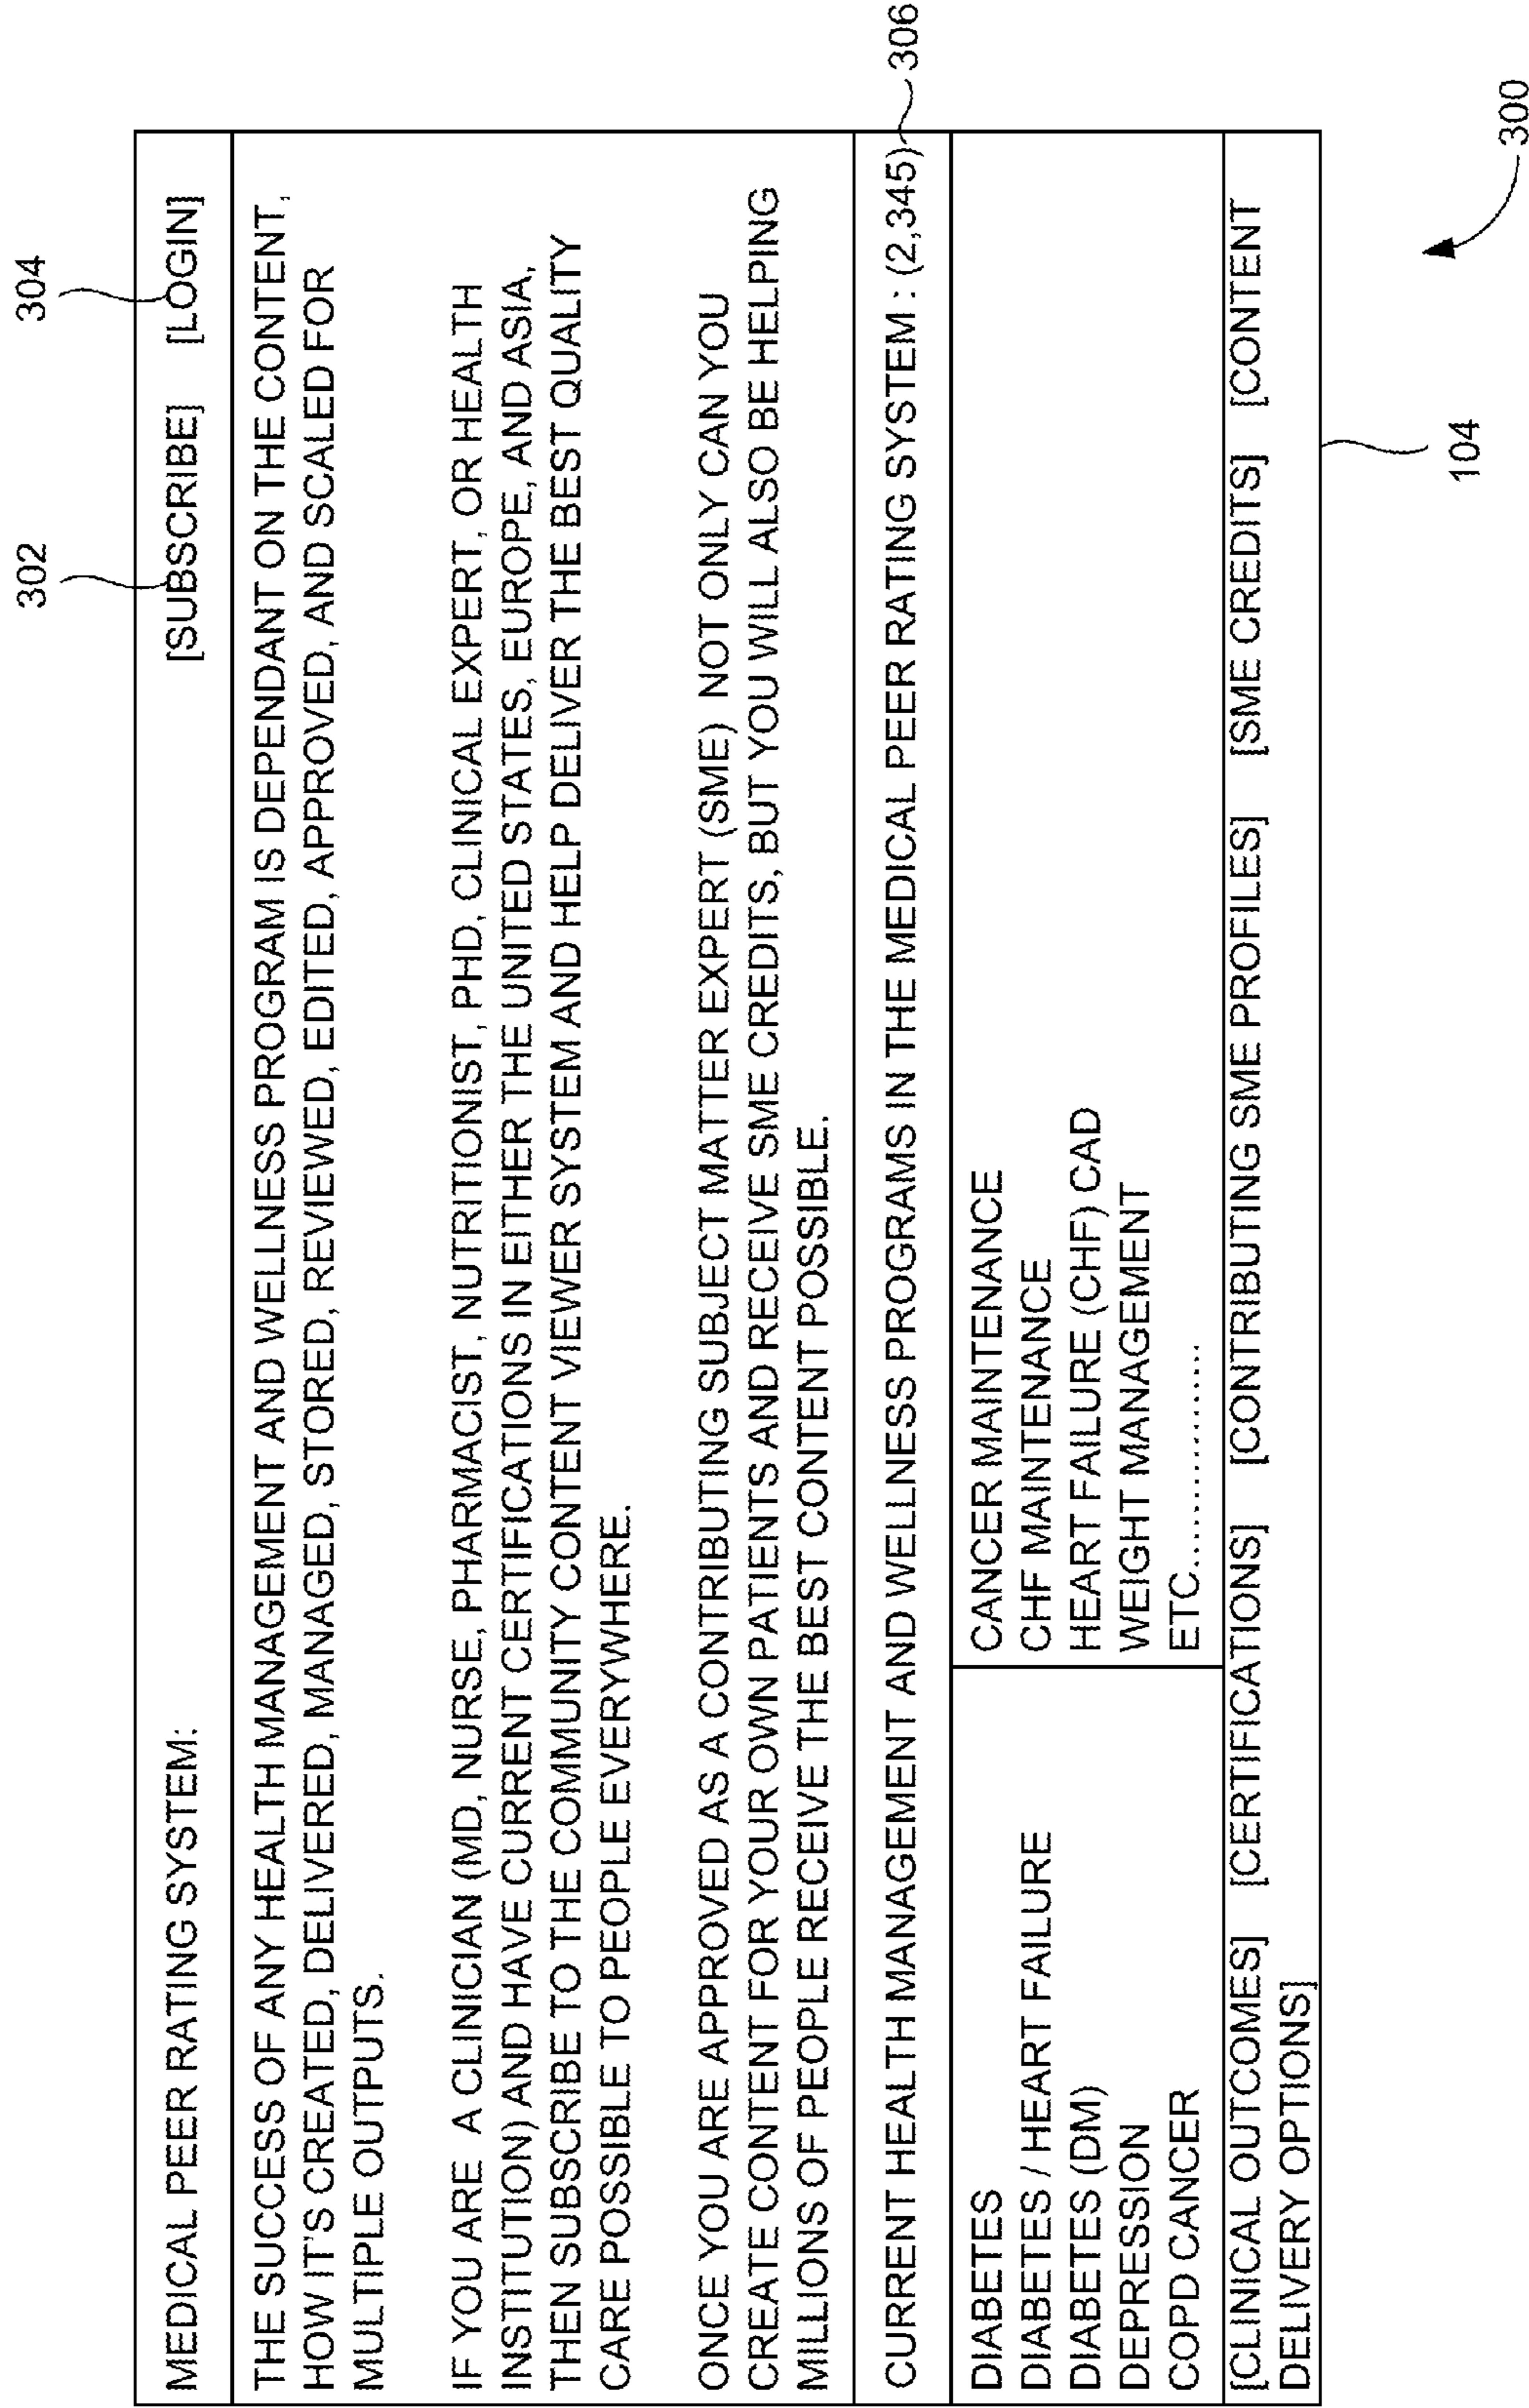 302
304
MEDICAL PEER RATING SYSTEM: [SUBSCRIBE] [LOGIN]
THE SUCCESS OF ANY HEALTH MANAGEMENT AND WELLNESS PROGRAM IS DEPENDANT ON THE CONTENT,
HOW IT'S CREATED, DELIVERED, MANAGED, STORED, REVIEWED, EDITED, APPROVED, AND SCALED FOR
MULTIPLE OUTPUTS.
IF YOU ARE A CLINICIAN (MD, NURSE, PHARMACIST, NUTRITIONIST, PHD, CLINICAL EXPERT, OR HEALTH
INSTITUTION) AND HAVE CURRENT CERTIFICATIONS IN EITHER THE UNITED STATES, EUROPE, AND ASIA,
THEN SUBSCRIBE TO THE COMMUNITY CONTENT VIEWER SYSTEM AND HELP DELIVER THE BEST QUALITY
CARE POSSIBLE TO PEOPLE EVERYWHERE.
ONCE YOU ARE APPROVED AS A CONTRIBUTING SUBJECT MATTER EXPERT (SME) NOT ONLY CAN YOU
CREATE CONTENT FOR YOUR OWN PATIENTS AND RECEIVE SME CREDITS, BUT YOU WILL ALSO BE HELPING
MILLIONS OF PEOPLE RECEIVE THE BEST CONTENT POSSIBLE.
CURRENT HEALTH MANAGEMENT AND WELLNESS PROGRAMS IN THE MEDICAL PEER RATING SYSTEM : (2,345)
306
DIABETES
DIABETES / HEART FAILURE
DIABETES (DM)
DEPRESSION
COPD CANCER
CANCER MAINTENANCE
CHF MAINTENANCE
HEART FAILURE (CHF) CAD
WEIGHT MANAGEMENT
ETC...............
[CLINICAL OUTCOMES] [CERTIFICATIONS] [CONTRIBUTING SME PROFILES] [SME CREDITS] [CONTENT
DELIVERY OPTIONS]
104
300